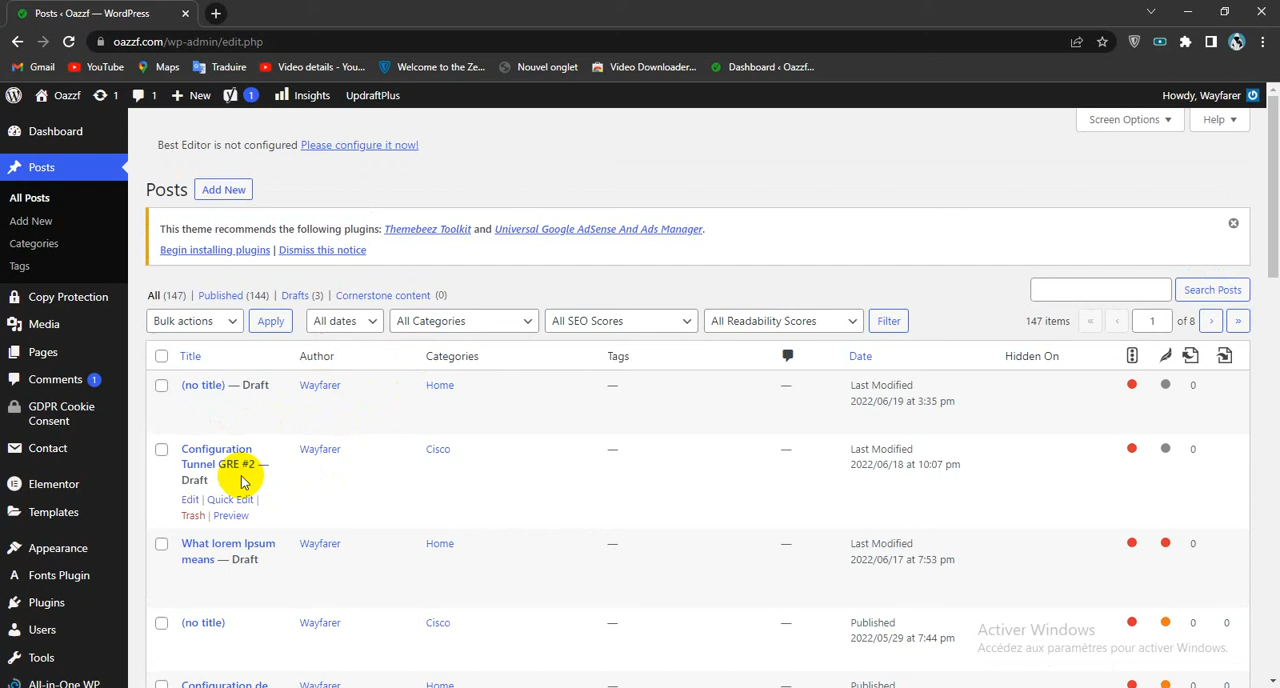 Posts ‹ Oazzf — WordPress
oazzf.com/wp-admin/edit.php
Gmail YouTube Maps Traduire Video details - You... Welcome to the Ze... Nouvel onglet Video Downloader... Dashboard ‹ Oazzf...
Oazzf 1 1 New 1 Insights UpdraftPlus Howdy, Wayfarer
Screen Options Help
Dashboard
Posts
All Posts
Add New
Categories
Tags
Copy Protection
Media
Pages
Comments 1
GDPR Cookie
Consent
Contact
Elementor
Templates
Appearance
Fonts Plugin
Plugins
Users
Tools
All-in-One WP
Best Editor is not configured Please configure it now!
Posts Add New
This theme recommends the following plugins: Themebeez Toolkit and Universal Google AdSense And Ads Manager.
Begin installing plugins | Dismiss this notice
All (147) | Published (144) | Drafts (3) | Cornerstone content (0)
Search Posts
Bulk actions Apply All dates All Categories All SEO Scores All Readability Scores Filter 147 items « ‹ 1 of 8 › »
Title Author Categories Tags Date Hidden On
(no title) — Draft Wayfarer Home — — Last Modified 0
2022/06/19 at 3:35 pm
Configuration Wayfarer Cisco — — Last Modified 0
Tunnel GRE #2 — 2022/06/18 at 10:07 pm
Draft
Edit | Quick Edit |
Trash | Preview
What lorem Ipsum Wayfarer Home — — Last Modified 0
means — Draft 2022/06/17 at 7:53 pm
(no title) Wayfarer Cisco — — Published 0 0
2022/05/29 at 7:44 pm
Configuration de Wayfarer Home — — Published 0 0
Activer Windows
Accédez aux paramètres pour activer Windows.